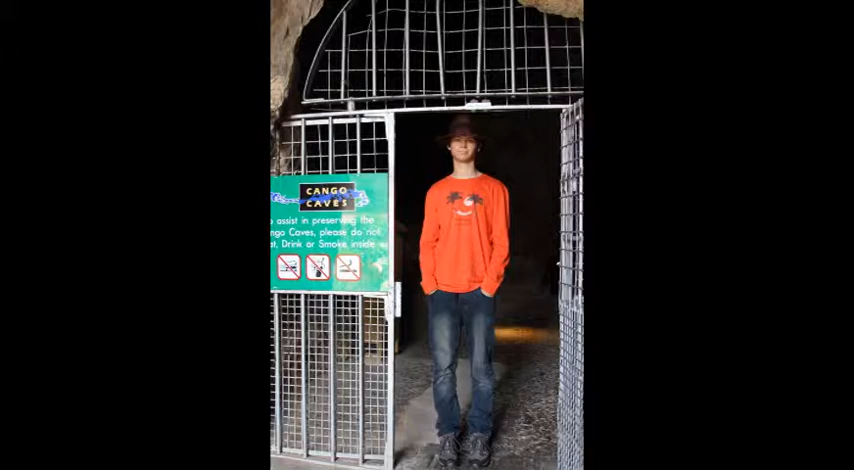 CANGO
CAVES
assist in preserving the
ngo Caves, please do not
at, Drink or Smoke inside